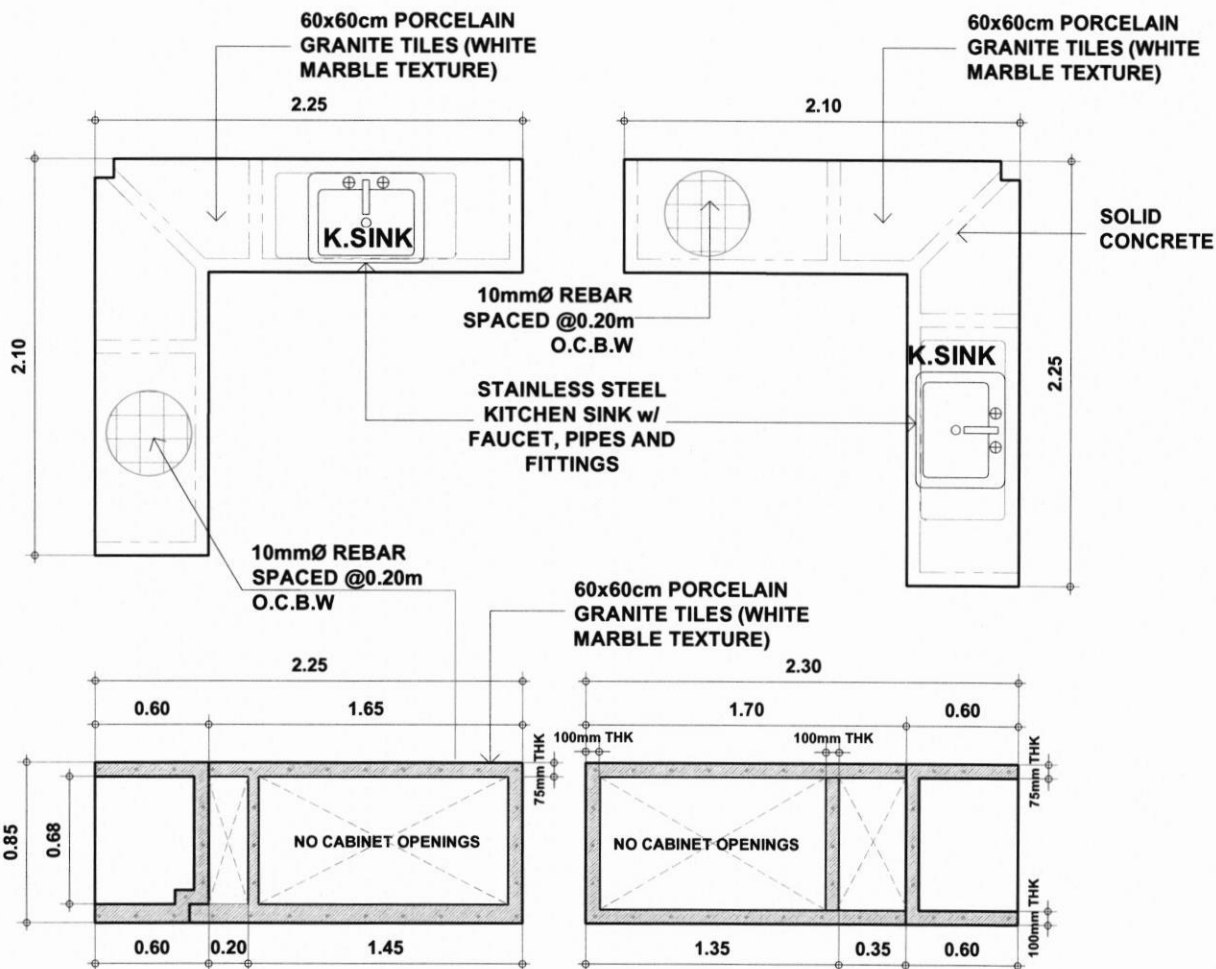 60x60cm PORCELAIN
GRANITE TILES (WHITE
MARBLE TEXTURE)
60x60cm PORCELAIN
GRANITE TILES (WHITE
MARBLE TEXTURE)
2.25
2.10
K.SINK
SOLID
CONCRETE
10mmØ REBAR
SPACED @0.20m
O.C.B.W
2.10
K.SINK
2.25
STAINLESS STEEL
KITCHEN SINK w/
FAUCET, PIPES AND
FITTINGS
10mmØ REBAR
SPACED @0.20m
O.C.B.W
60x60cm PORCELAIN
GRANITE TILES (WHITE
MARBLE TEXTURE)
2.25
2.30
0.60
1.65
1.70
0.60
100mm THK
100mm THK
75mm THK
75mm THK
0.85
0.68
NO CABINET OPENINGS
NO CABINET OPENINGS
100mm THK
0.60
0.20
1.45
1.35
0.35
0.60